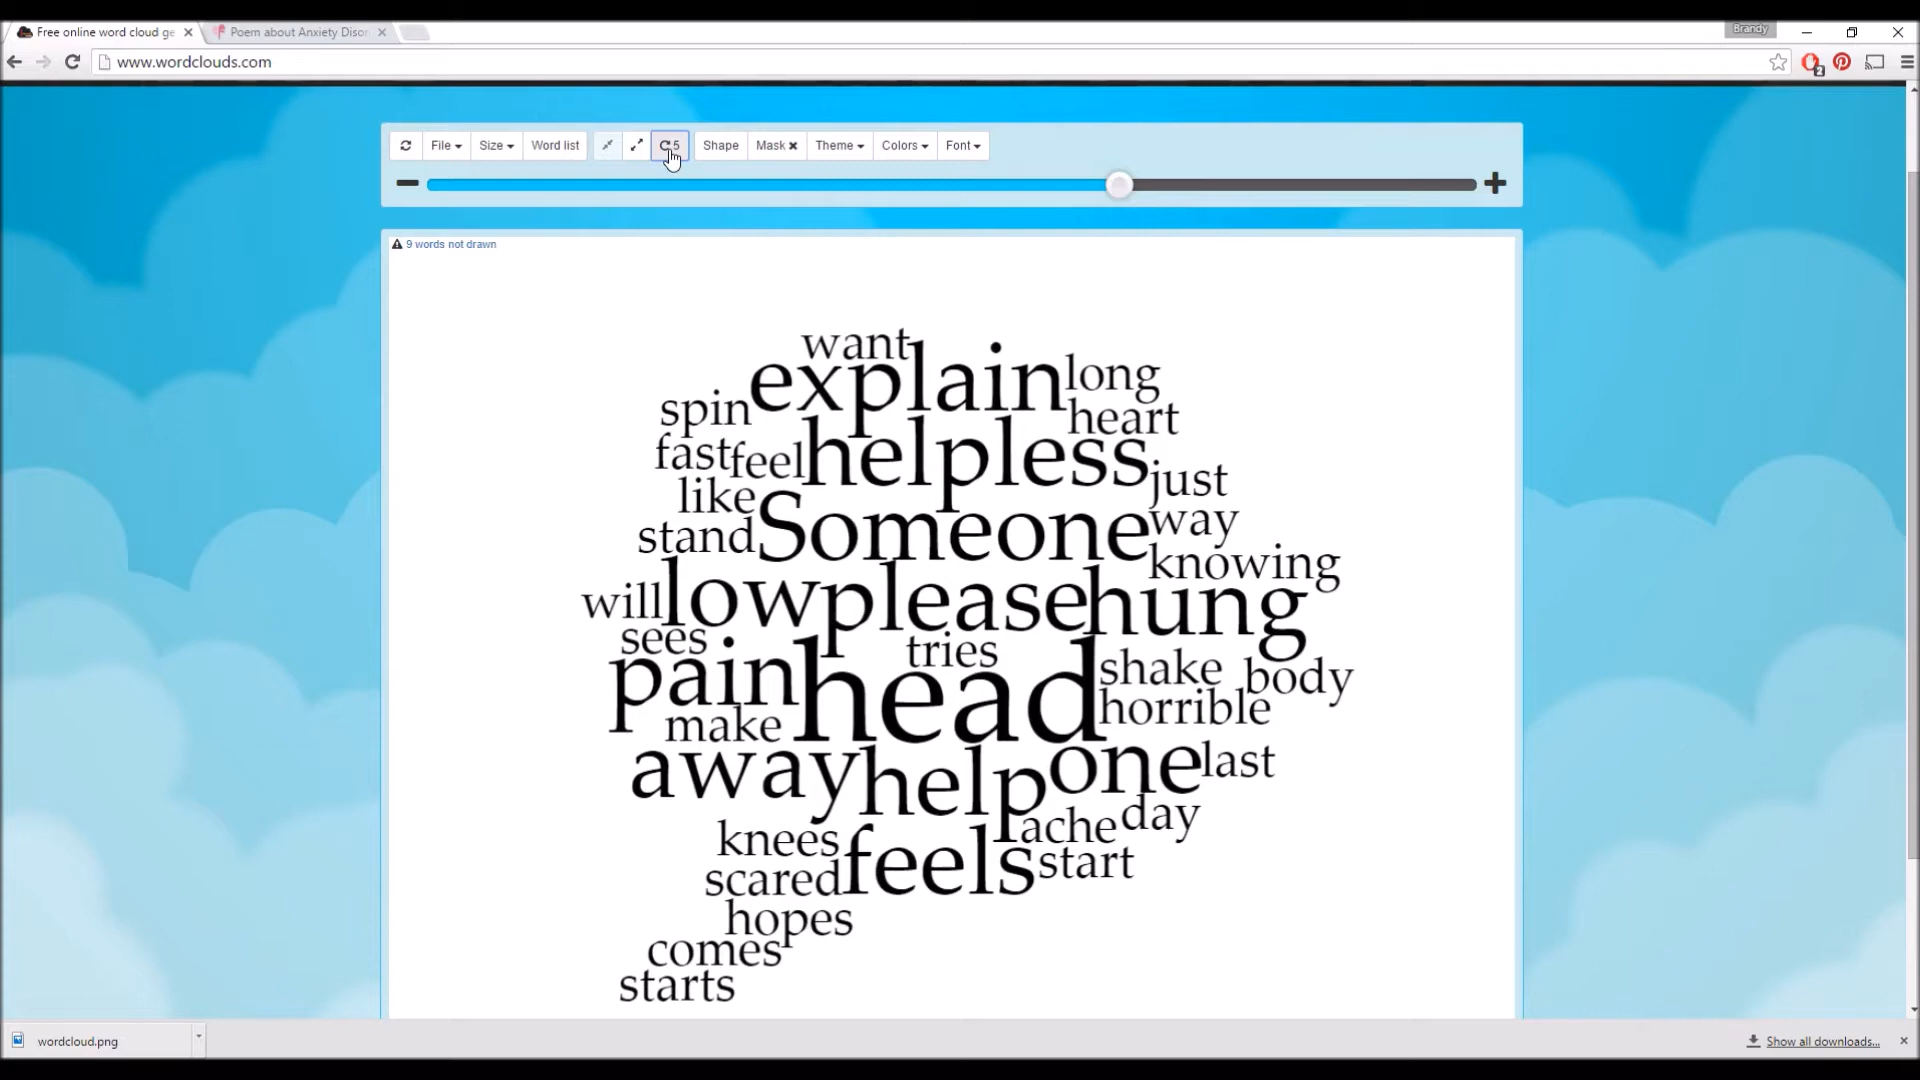 Free online word cloud ge
Poem about Anxiety Disor
Brandy
www.wordclouds.com
2
File
Size
Word list
5
Shape
Mask
Theme
Colors
Font
9 words not drawn
want
explain
long
spin
heart
fast
feel
helpless
like
just
stand
Someone
way
knowing
will
low
please
hung
sees
tries
pain
head
shake
body
make
horrible
away
help
one
last
knees
ache
day
scared
feels
start
hopes
comes
starts
wordcloud.png
Show all downloads...